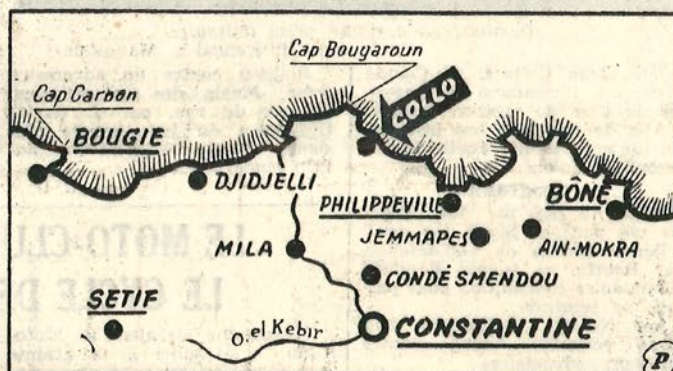 Cap Bougaroun
Cap Carbon
COLLO
BOUGIE
DJIDJELLI
BÔNE
PHILIPPEVILLE
JEMMAPES
AIN-MOKRA
MILA
CONDÉ SMENDOU
SETIF
O. el Kebir
CONSTANTINE
P